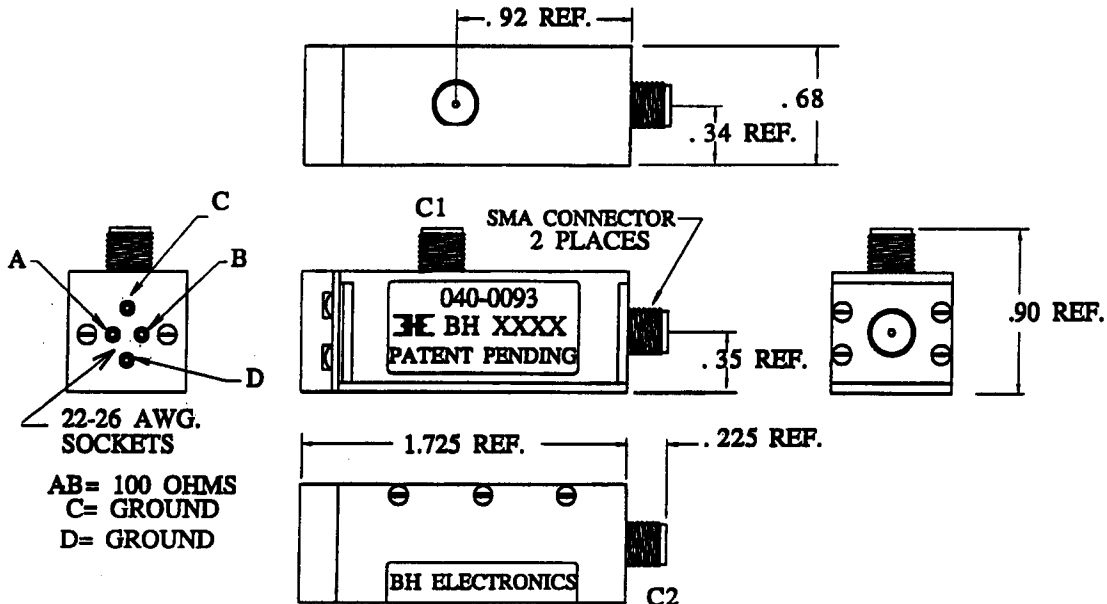 . 92 REF.
. 68
. 34 REF.
C
C1
SMA CONNECTOR
2 PLACES
A
B
040-0093
BH XXXX
PATENT PENDING
.90 REF.
. 35 REF.
D
22-26 AWG.
SOCKETS
1.725 REF.
. 225 REF.
AB= 100 OHMS
C= GROUND
D= GROUND
BH ELECTRONICS
C2